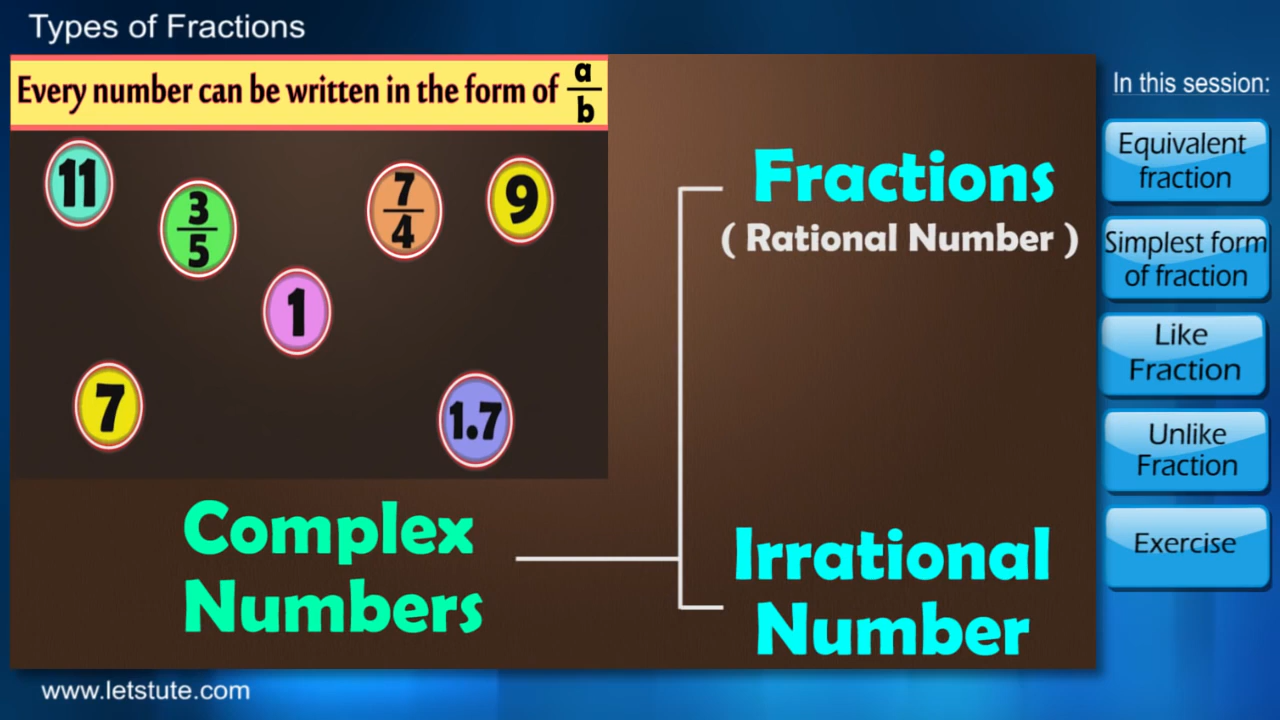 Types of Fractions
Every number can be written in the form of a/b
11
3/5
7/4
9
1
7
1.7
Complex
Numbers
Fractions
( Rational Number )
Irrational
Number
In this session:
Equivalent
fraction
Simplest form
of fraction
Like
Fraction
Unlike
Fraction
Exercise
www.letstute.com